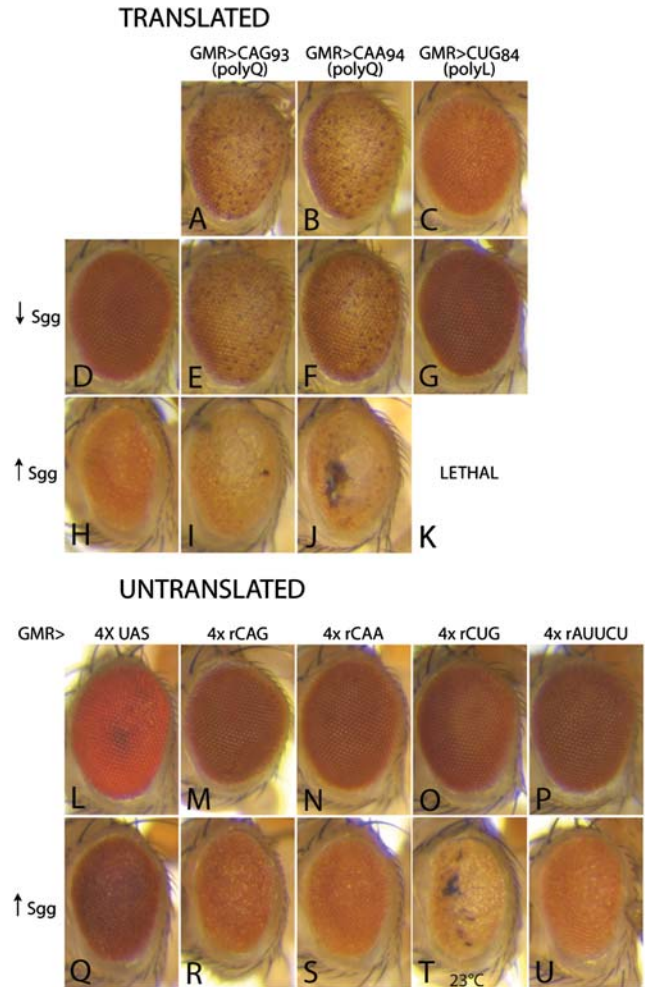 TRANSLATED
GMR>CAG93 GMR>CAA94 GMR>CUG84
(polyQ) (polyQ) (polyL)
A B C
↓ Sgg
D E F G
↑ Sgg LETHAL
H I J K
UNTRANSLATED
GMR> 4X UAS 4x rCAG 4x rCAA 4x rCUG 4x rAUUCU
L M N O P
↑ Sgg
Q R S T 23°C U